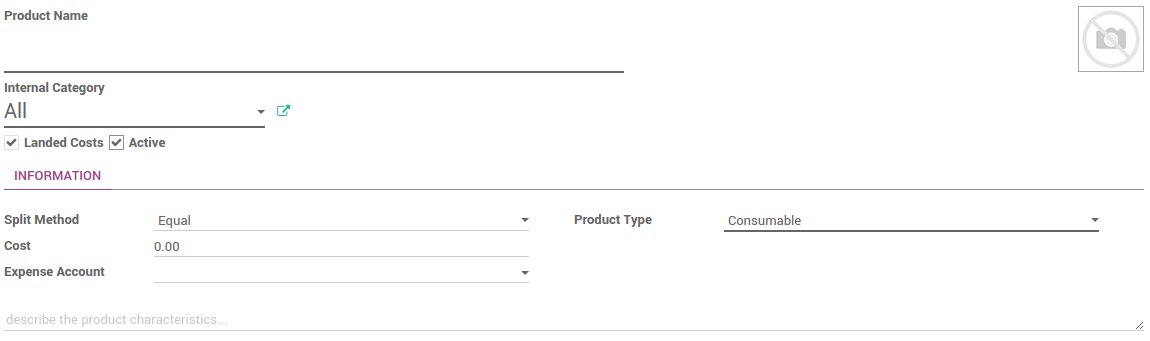 Product Name
Internal Category
All
Landed Costs Active
INFORMATION
Split Method Equal Product Type Consumable
Cost 0.00
Expense Account
describe the product characteristics...